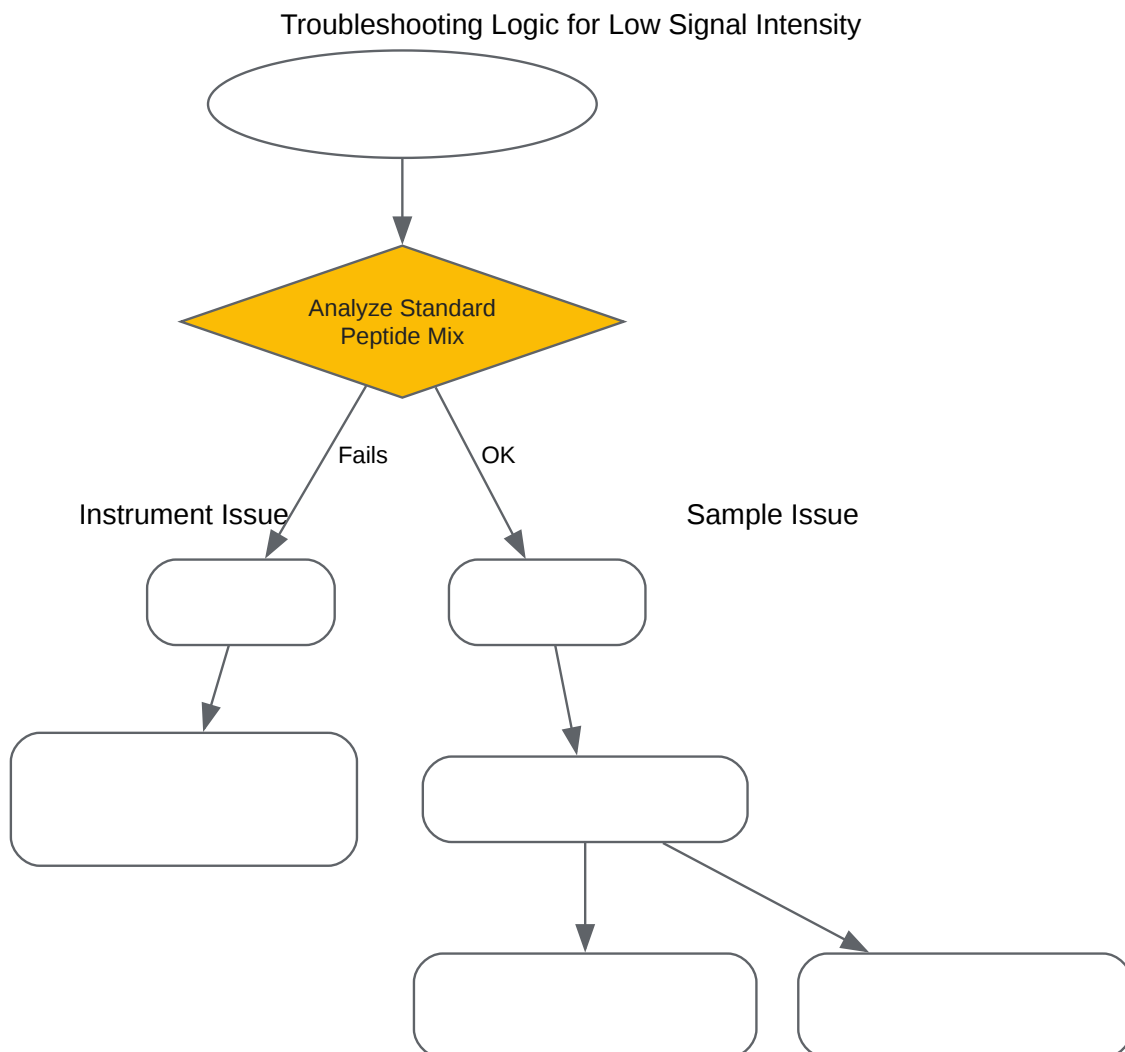 Troubleshooting Logic for Low Signal Intensity
Analyze Standard
Peptide Mix
Fails
OK
Instrument Issue
Sample Issue